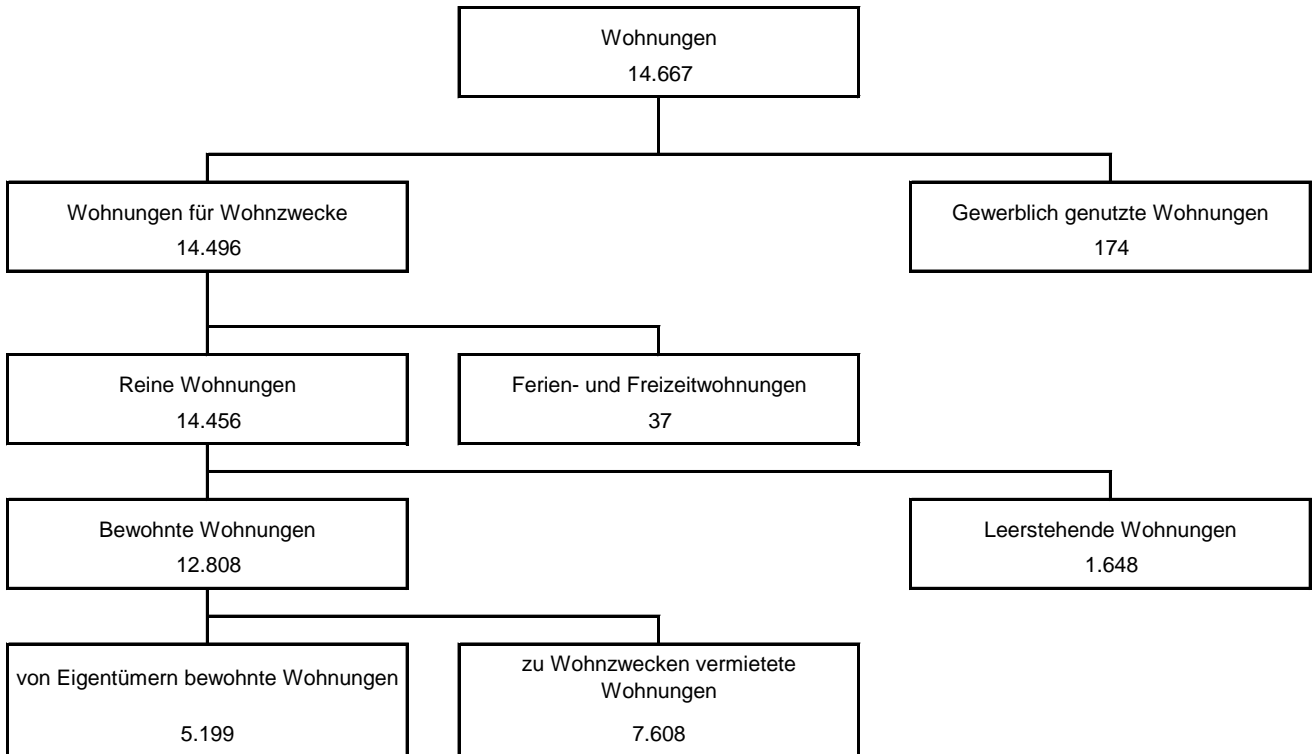 Wohnungen
14.667
Wohnungen für Wohnzwecke
14.496
Gewerblich genutzte Wohnungen
174
Reine Wohnungen
14.456
Ferien- und Freizeitwohnungen
37
Bewohnte Wohnungen
12.808
Leerstehende Wohnungen
1.648
von Eigentümern bewohnte Wohnungen
5.199
zu Wohnzwecken vermietete
Wohnungen
7.608